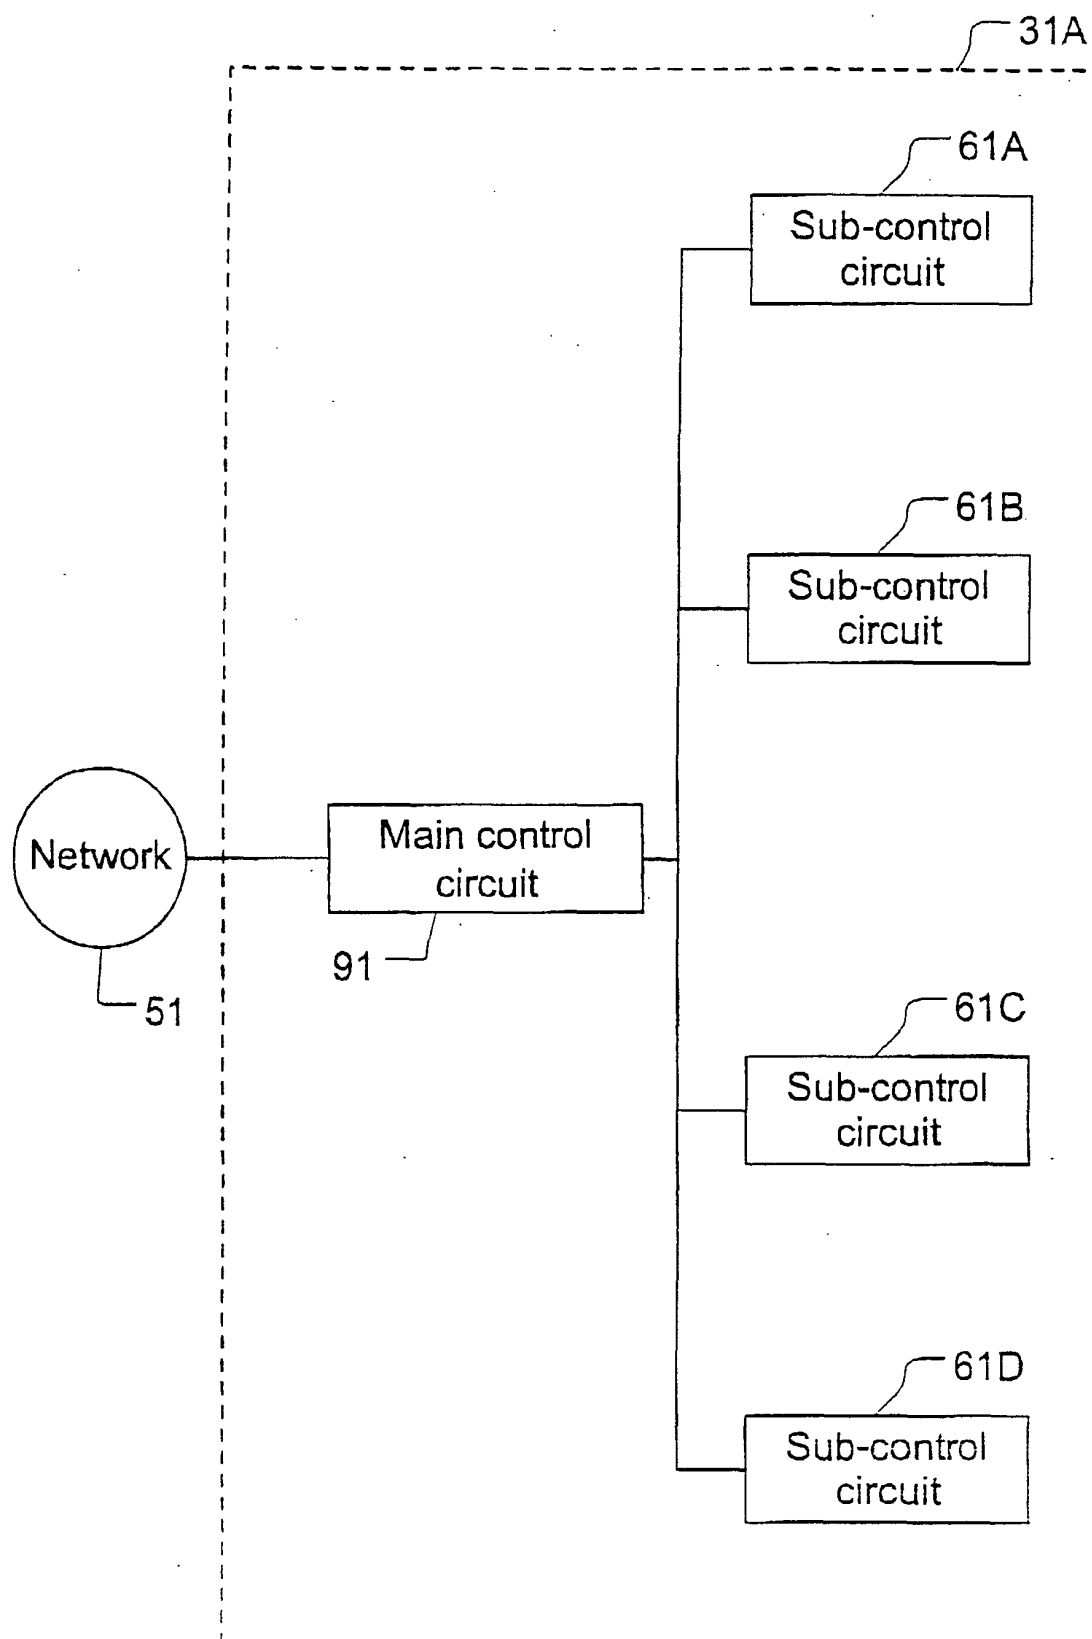 31A
61A
Sub-control
circuit
61B
Sub-control
circuit
Network
Main control
circuit
91
51
61C
Sub-control
circuit
61D
Sub-control
circuit